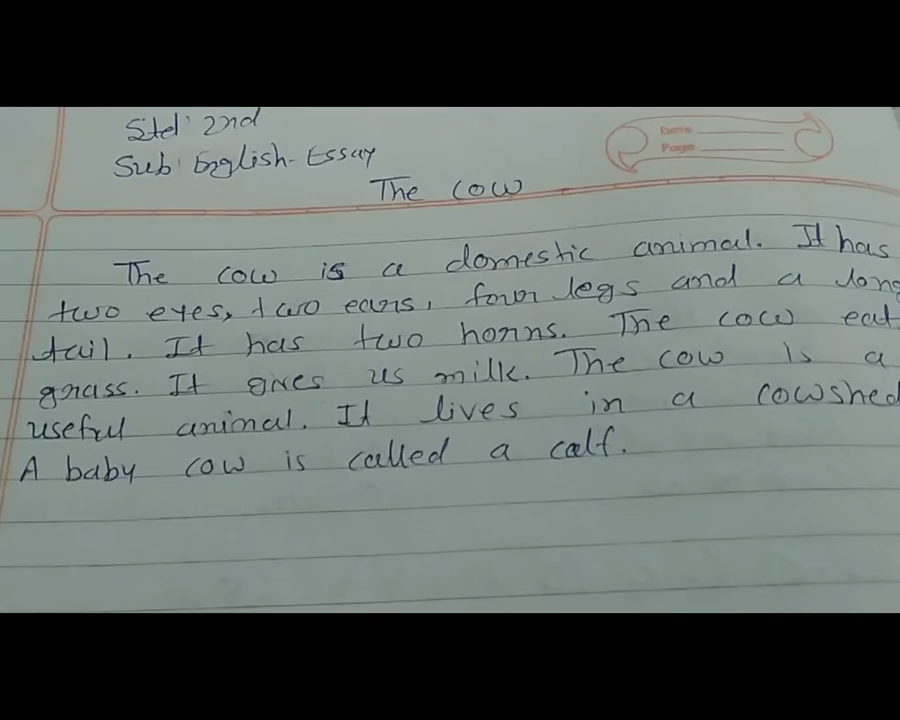 Std: 2nd
Sub: English-Essay
Date
Page
The cow
The cow is a domestic animal. It has
two eyes, two ears, four legs and a long
tail. It has two horns. The cow eat
grass. It gives us milk. The cow is a
useful animal. It lives in a cowshed
A baby cow is called a calf.